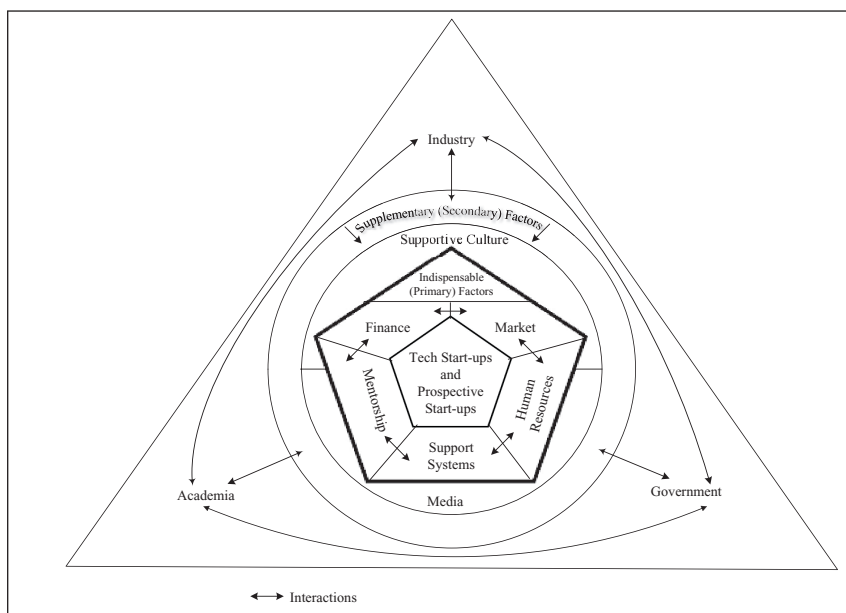 Industry
Supplementary (Secondary) Factors
Supportive Culture
Indispensable
(Primary) Factors
Finance
Market
Tech Start-ups
and
Prospective
Start-ups
Mentorship
Human
Resources
Support
Systems
Academia
Government
Media
Interactions